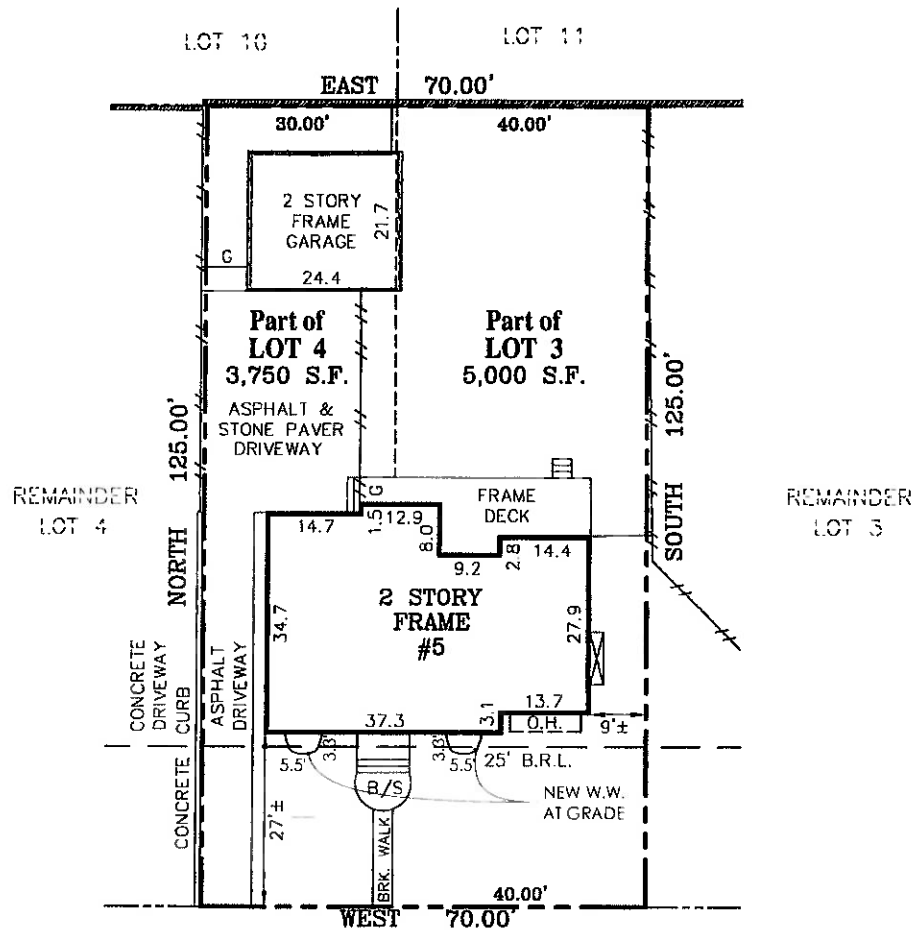 LOT 10
LOT 11
EAST 70.00'
30.00'
40.00'
2 STORY
FRAME
GARAGE
21.7
G
24.4
Part of
LOT 4
3,750 S.F.
Part of
LOT 3
5,000 S.F.
ASPHALT &
STONE PAVER
DRIVEWAY
NORTH 125.00'
SOUTH 125.00'
REMAINDER
LOT 4
REMAINDER
LOT 3
G
FRAME
DECK
14.7
1.5
12.9
8.0
9.2
2.8
14.4
2 STORY
FRAME
#5
34.7
27.9
CONCRETE
DRIVEWAY
CONCRETE CURB
ASPHALT
DRIVEWAY
37.3
3.1
13.7
O.H.
9'±
5.5'
3.3'
3.3'
5.5'
25' B.R.L.
B/S
NEW W.W.
AT GRADE
27'±
BRK. WALK
40.00'
WEST 70.00'